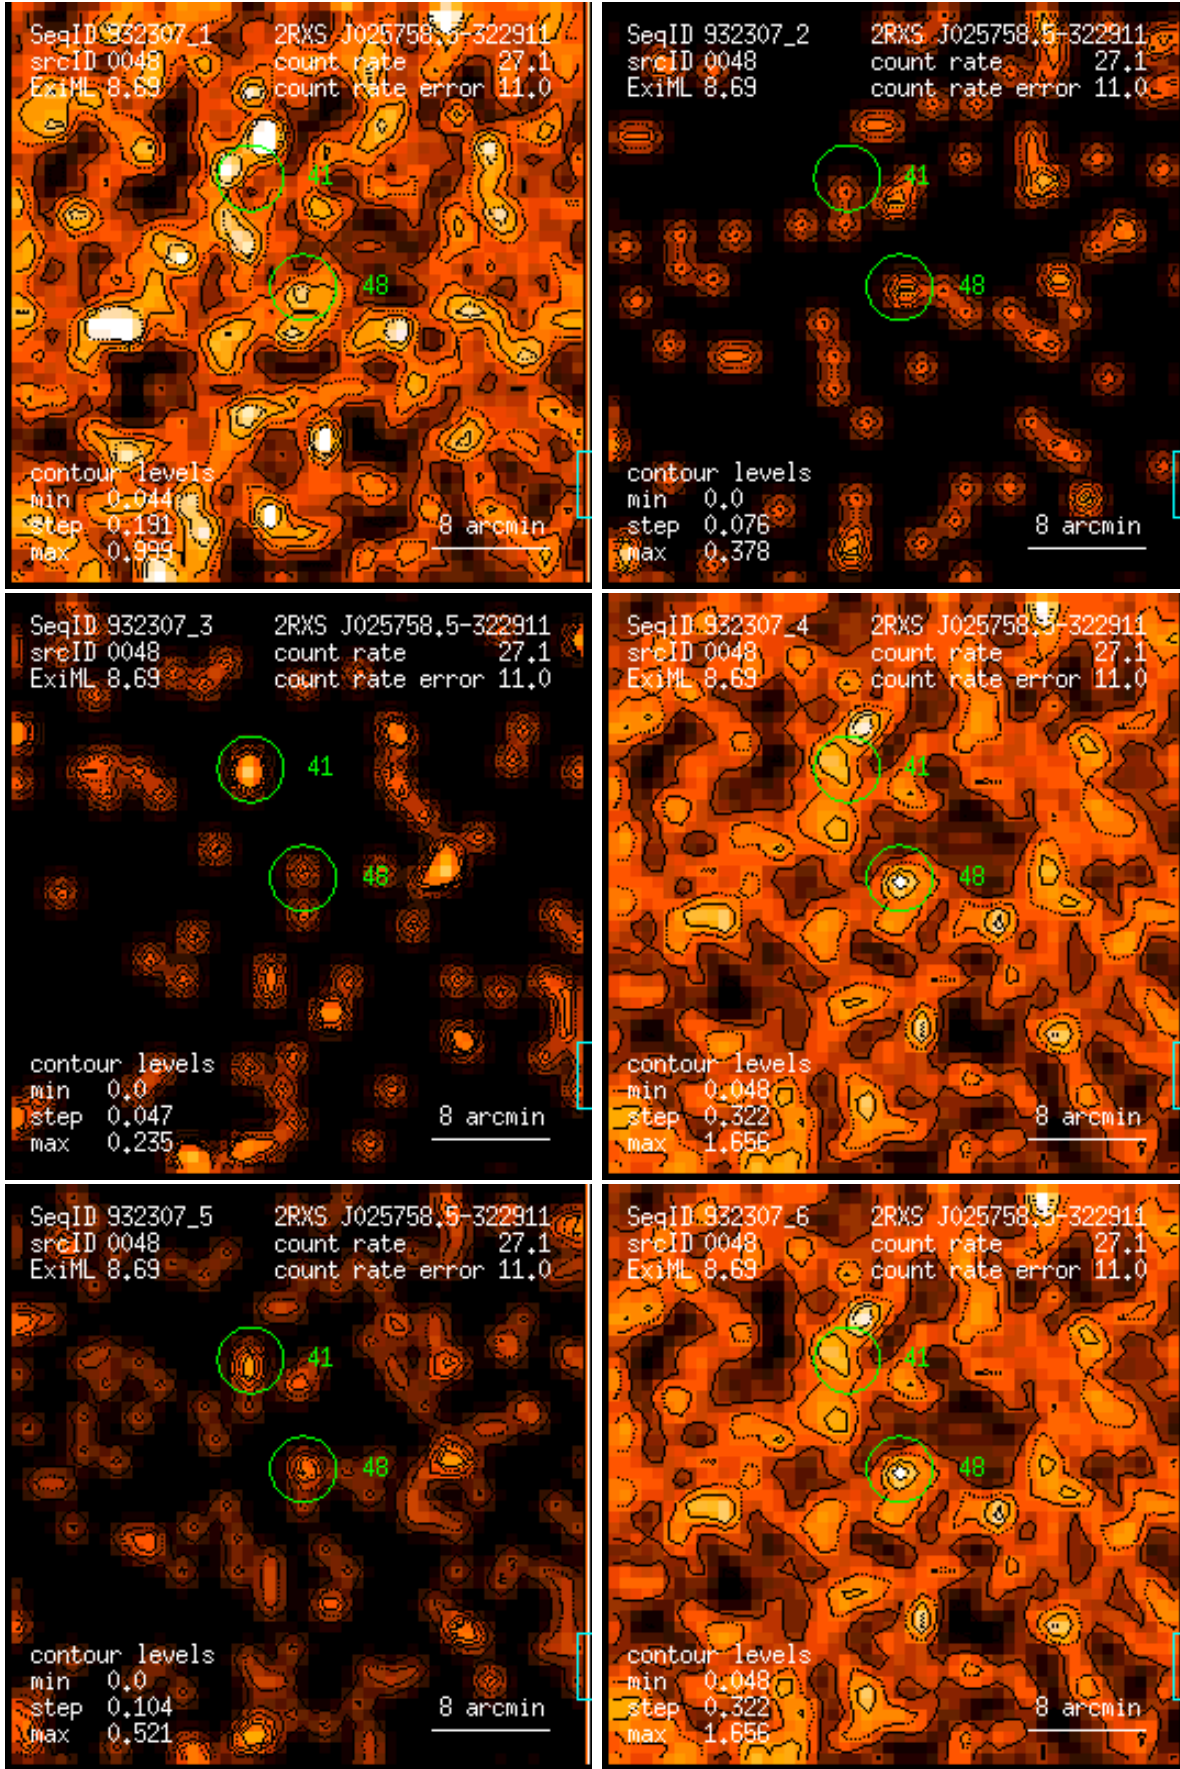 SeqID 932307_1 2RXS J025758.5-322911
srcID 0048 count rate 27.1
ExiML 8.69 count rate error 11.0
41
48
contour levels
min 0.044
step 0.191
max 0.999
8 arcmin
SeqID 932307_2 2RXS J025758.5-322911
srcID 0048 count rate 27.1
ExiML 8.69 count rate error 11.0
41
48
contour levels
min 0.0
step 0.076
max 0.378
8 arcmin
SeqID 932307_3 2RXS J025758.5-322911
srcID 0048 count rate 27.1
ExiML 8.69 count rate error 11.0
41
48
contour levels
min 0.0
step 0.047
max 0.235
8 arcmin
SeqID 932307_4 2RXS J025758.5-322911
srcID 0048 count rate 27.1
ExiML 8.69 count rate error 11.0
41
48
contour levels
min 0.048
step 0.322
max 1.656
8 arcmin
SeqID 932307_5 2RXS J025758.5-322911
srcID 0048 count rate 27.1
ExiML 8.69 count rate error 11.0
41
48
contour levels
min 0.0
step 0.104
max 0.521
8 arcmin
SeqID 932307_6 2RXS J025758.5-322911
srcID 0048 count rate 27.1
ExiML 8.69 count rate error 11.0
41
48
contour levels
min 0.048
step 0.322
max 1.656
8 arcmin